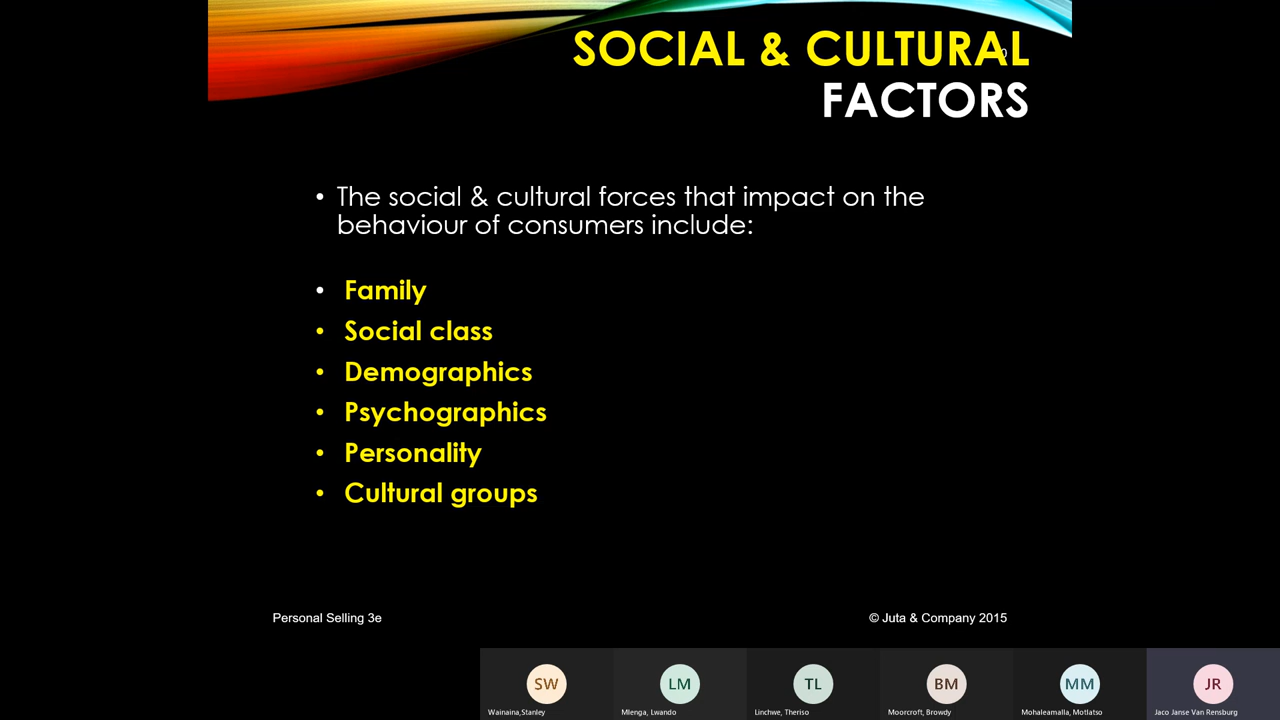 SOCIAL & CULTURAL
FACTORS
• The social & cultural forces that impact on the
behaviour of consumers include:
• Family
• Social class
• Demographics
• Psychographics
• Personality
• Cultural groups
Personal Selling 3e
© Juta & Company 2015
SW
LM
TL
BM
MM
JR
Wainaina,Stanley
Mlenga, Lwando
Linchwe, Theriso
Moorcroft, Browdy
Mohaleamalla, Motlatso
Jaco Janse Van Rensburg